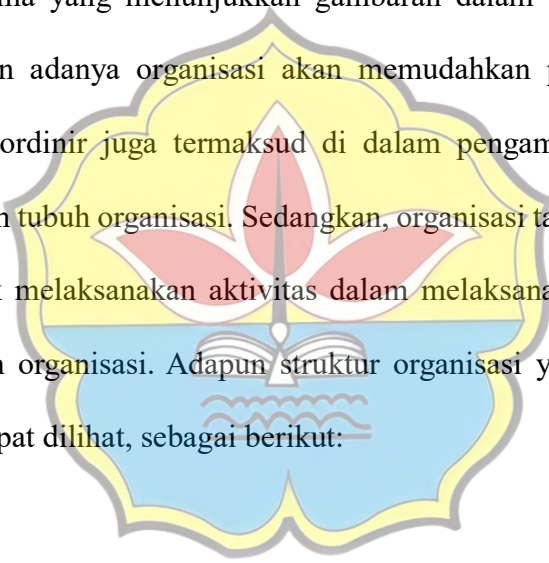 yang menunjukkan gambaran dalam
adanya organisasi akan memudahkan
ordinir juga termaksud di dalam pengam
tubuh organisasi. Sedangkan, organisasi ta
melaksanakan aktivitas dalam melaksana
organisasi. Adapun struktur organisasi y
pat dilihat, sebagai berikut: